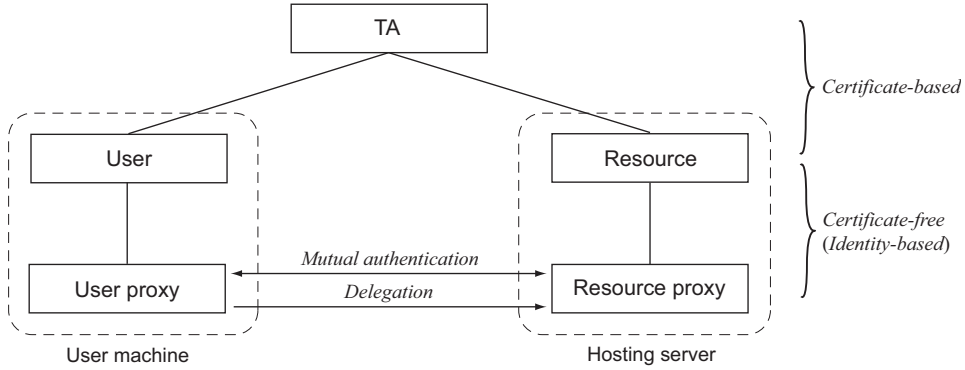 TA
Certificate-based
User
Resource
Certificate-free
(Identity-based)
Mutual authentication
User proxy
Delegation
Resource proxy
User machine
Hosting server